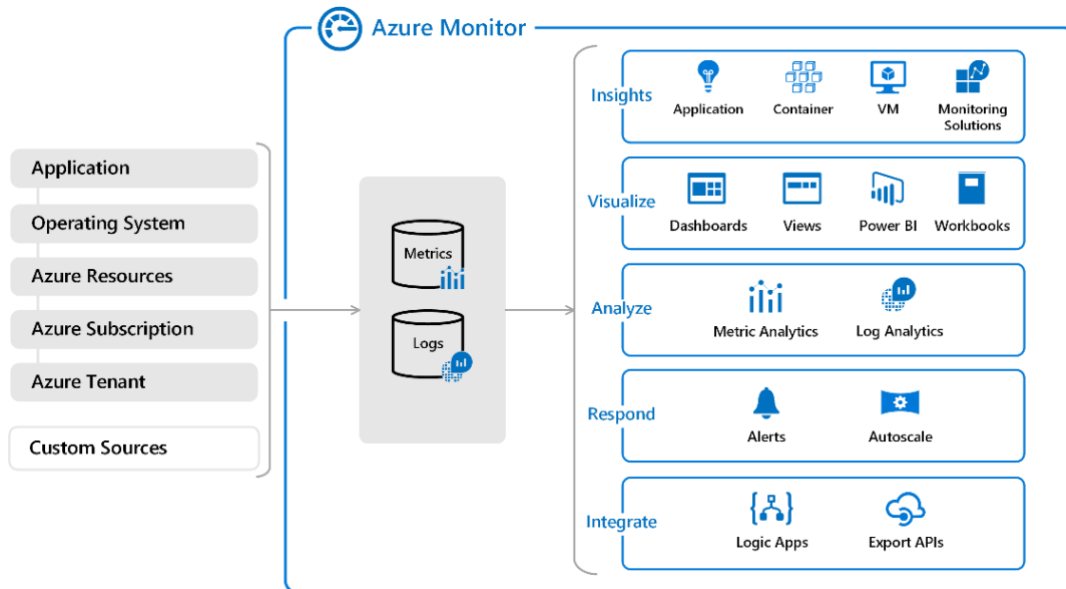 Azure Monitor
Application
Operating System
Azure Resources
Azure Subscription
Azure Tenant
Custom Sources
Metrics
Logs
Insights
Application
Container
VM
Monitoring
Solutions
Visualize
Dashboards
Views
Power BI
Workbooks
Analyze
Metric Analytics
Log Analytics
Respond
Alerts
Autoscale
Integrate
Logic Apps
Export APIs